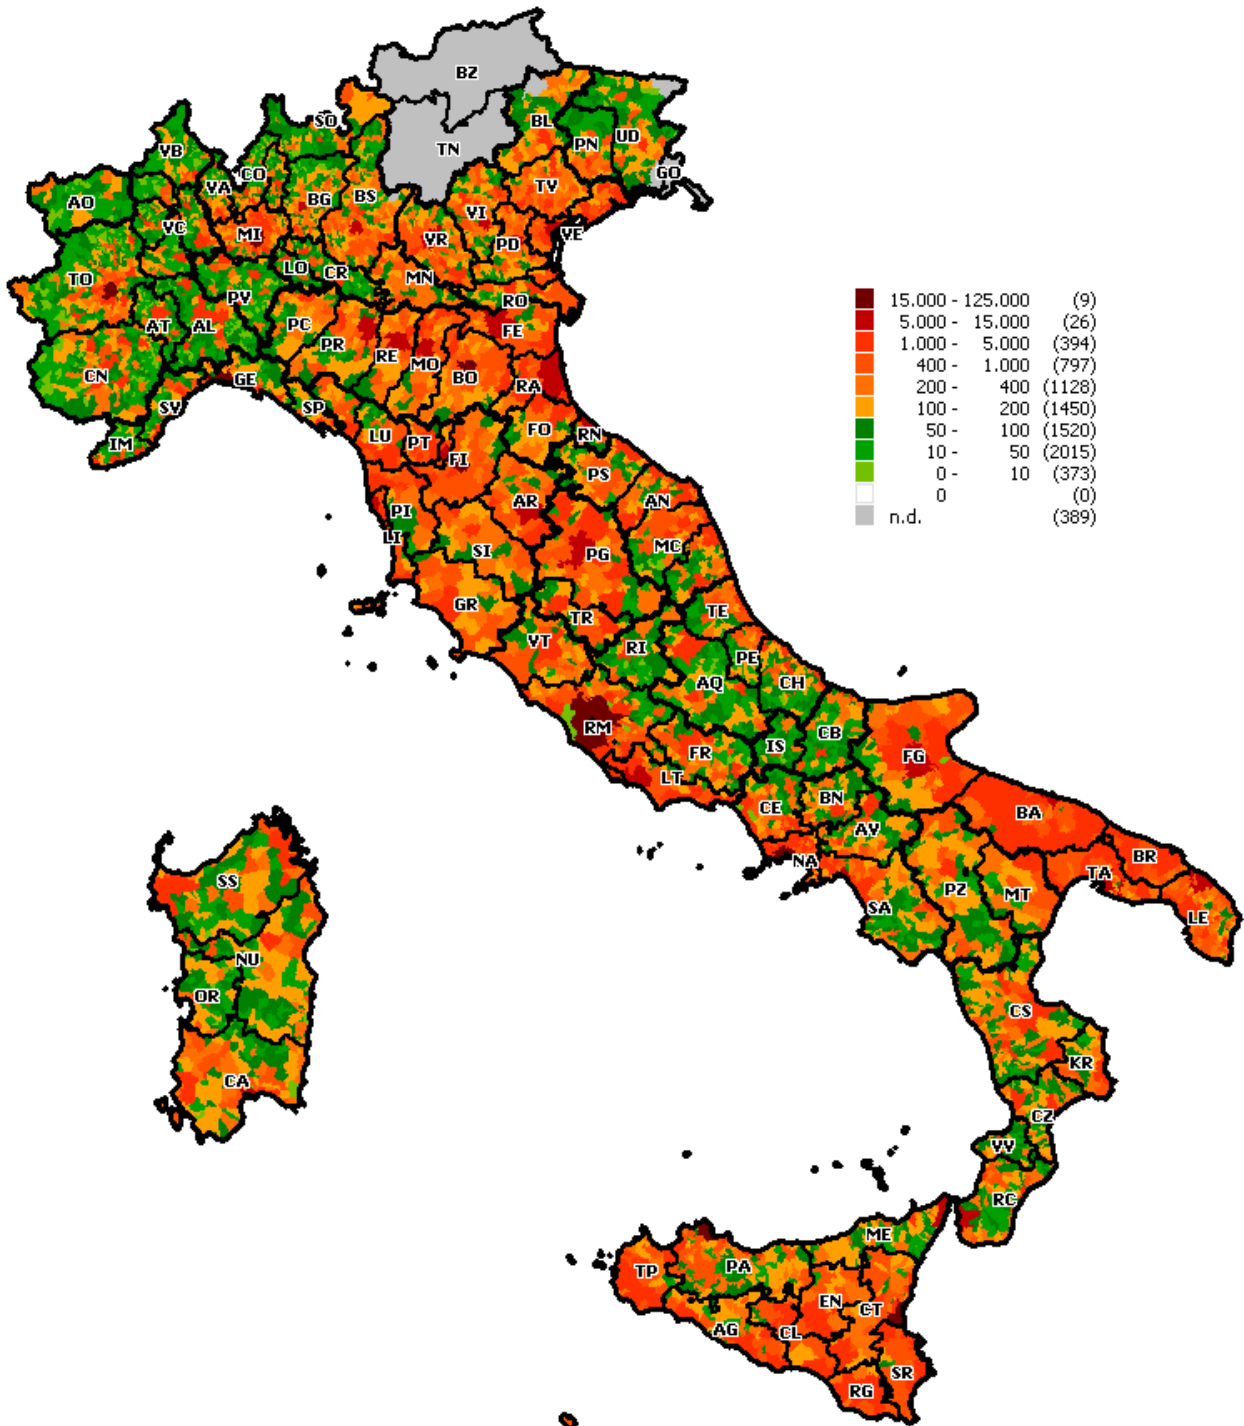 BZ
SO
BL
UD
PN
TN
VB
CO
GO
VA
AO
BG
BS
TV
VI
VC
MI
VR
PD
VE
LO
CR
TO
MN
PV
RO
15.000 - 125.000 (9)
5.000 - 15.000 (26)
1.000 - 5.000 (394)
400 - 1.000 (797)
200 - 400 (1128)
100 - 200 (1450)
50 - 100 (1520)
10 - 50 (2015)
0 - 10 (373)
0 (0)
n.d. (389)
AT
AL
PC
FE
PR
RE
MO
BO
CN
GE
RA
SV
SP
LU
PT
FO
RN
IM
FI
PS
AR
AN
PI
LI
SI
PG
MC
GR
TR
TE
VT
RI
PE
AQ
CH
RM
IS
CB
FR
FG
LT
CE
BN
BA
AV
NA
BR
TA
SS
SA
PZ
MT
LE
NU
OR
CS
CA
KR
CZ
VV
RC
ME
TP
PA
EN
CT
AG
CL
SR
RG